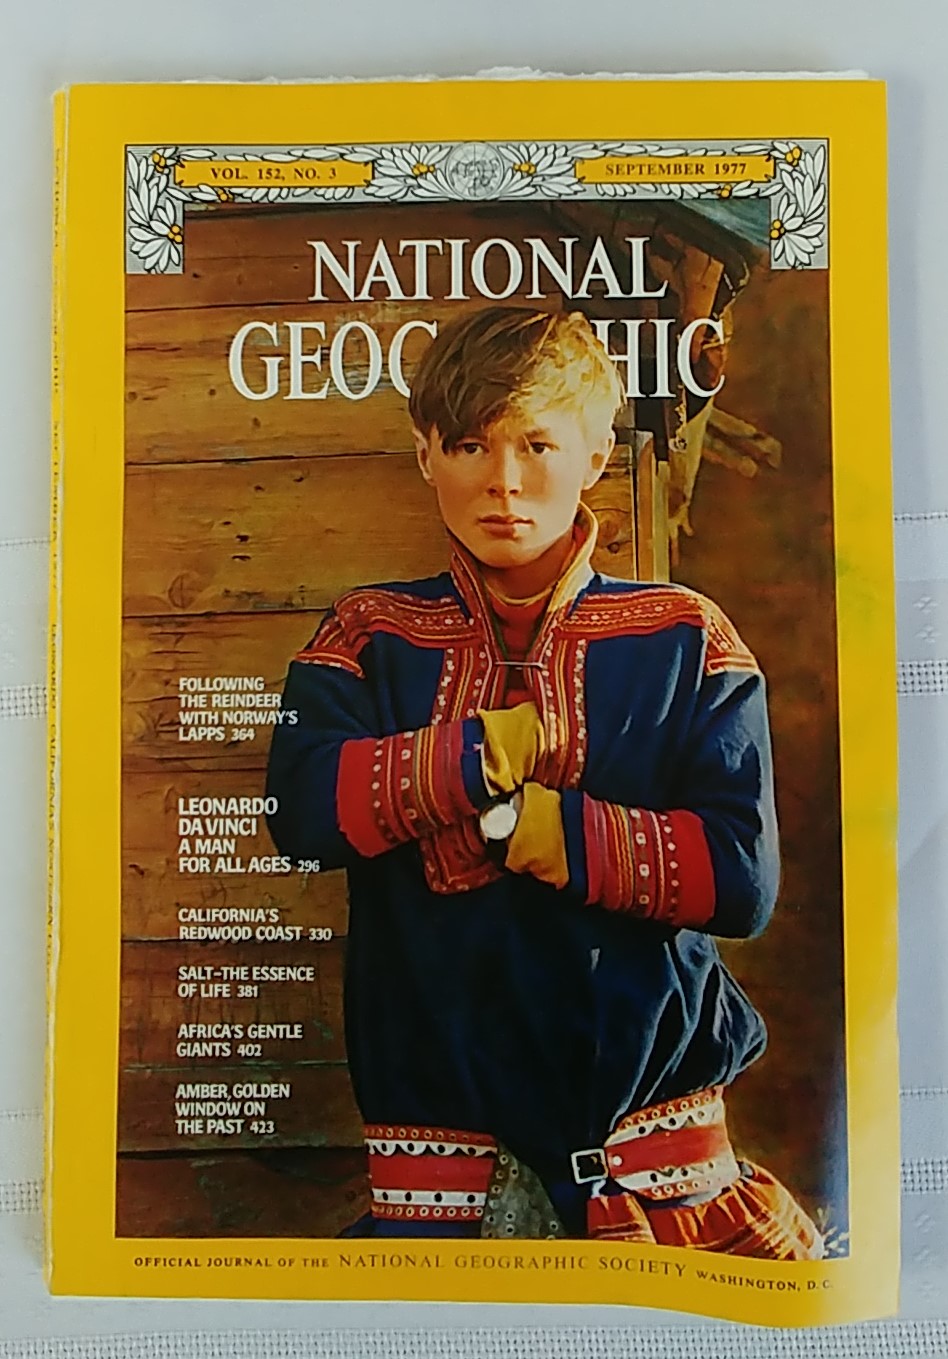 VOL. 152, NO. 3
SEPTEMBER 1977
NATIONAL
GEOG HIC
FOLLOWING
THE REINDEER
WITH NORWAY'S
LAPPS 364
LEONARDO
DA VINCI
A MAN
FOR ALL AGES 296
CALIFORNIA'S
REDWOOD COAST 330
SALT-THE ESSENCE
OF LIFE 381
AFRICA'S GENTLE
GIANTS 402
AMBER, GOLDEN
WINDOW ON
THE PAST 423
OFFICIAL JOURNAL OF THE NATIONAL GEOGRAPHIC SOCIETY WASHINGTON, D.C.